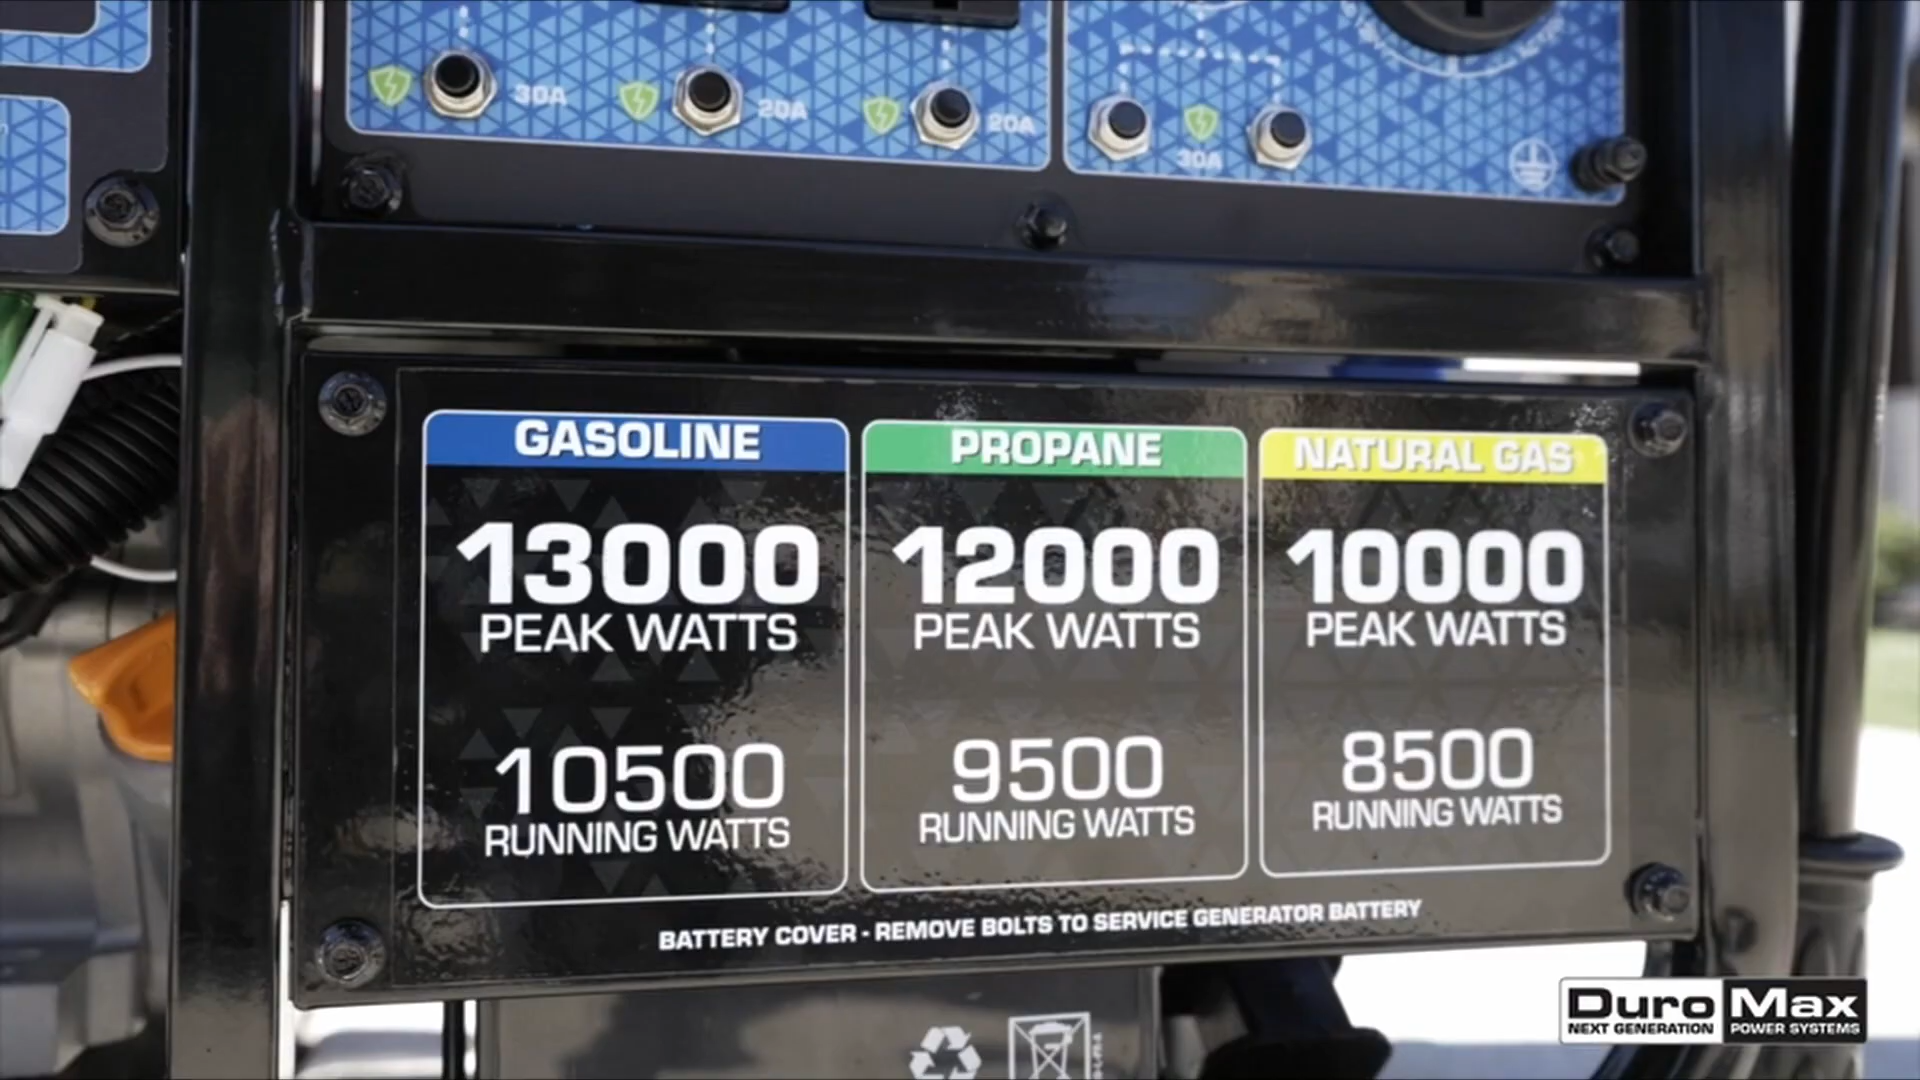 30A
20A
20A
30A
GASOLINE
13000
PEAK WATTS
10500
RUNNING WATTS
PROPANE
12000
PEAK WATTS
9500
RUNNING WATTS
NATURAL GAS
10000
PEAK WATTS
8500
RUNNING WATTS
BATTERY COVER - REMOVE BOLTS TO SERVICE GENERATOR BATTERY
DuroMax
NEXT GENERATION POWER SYSTEMS